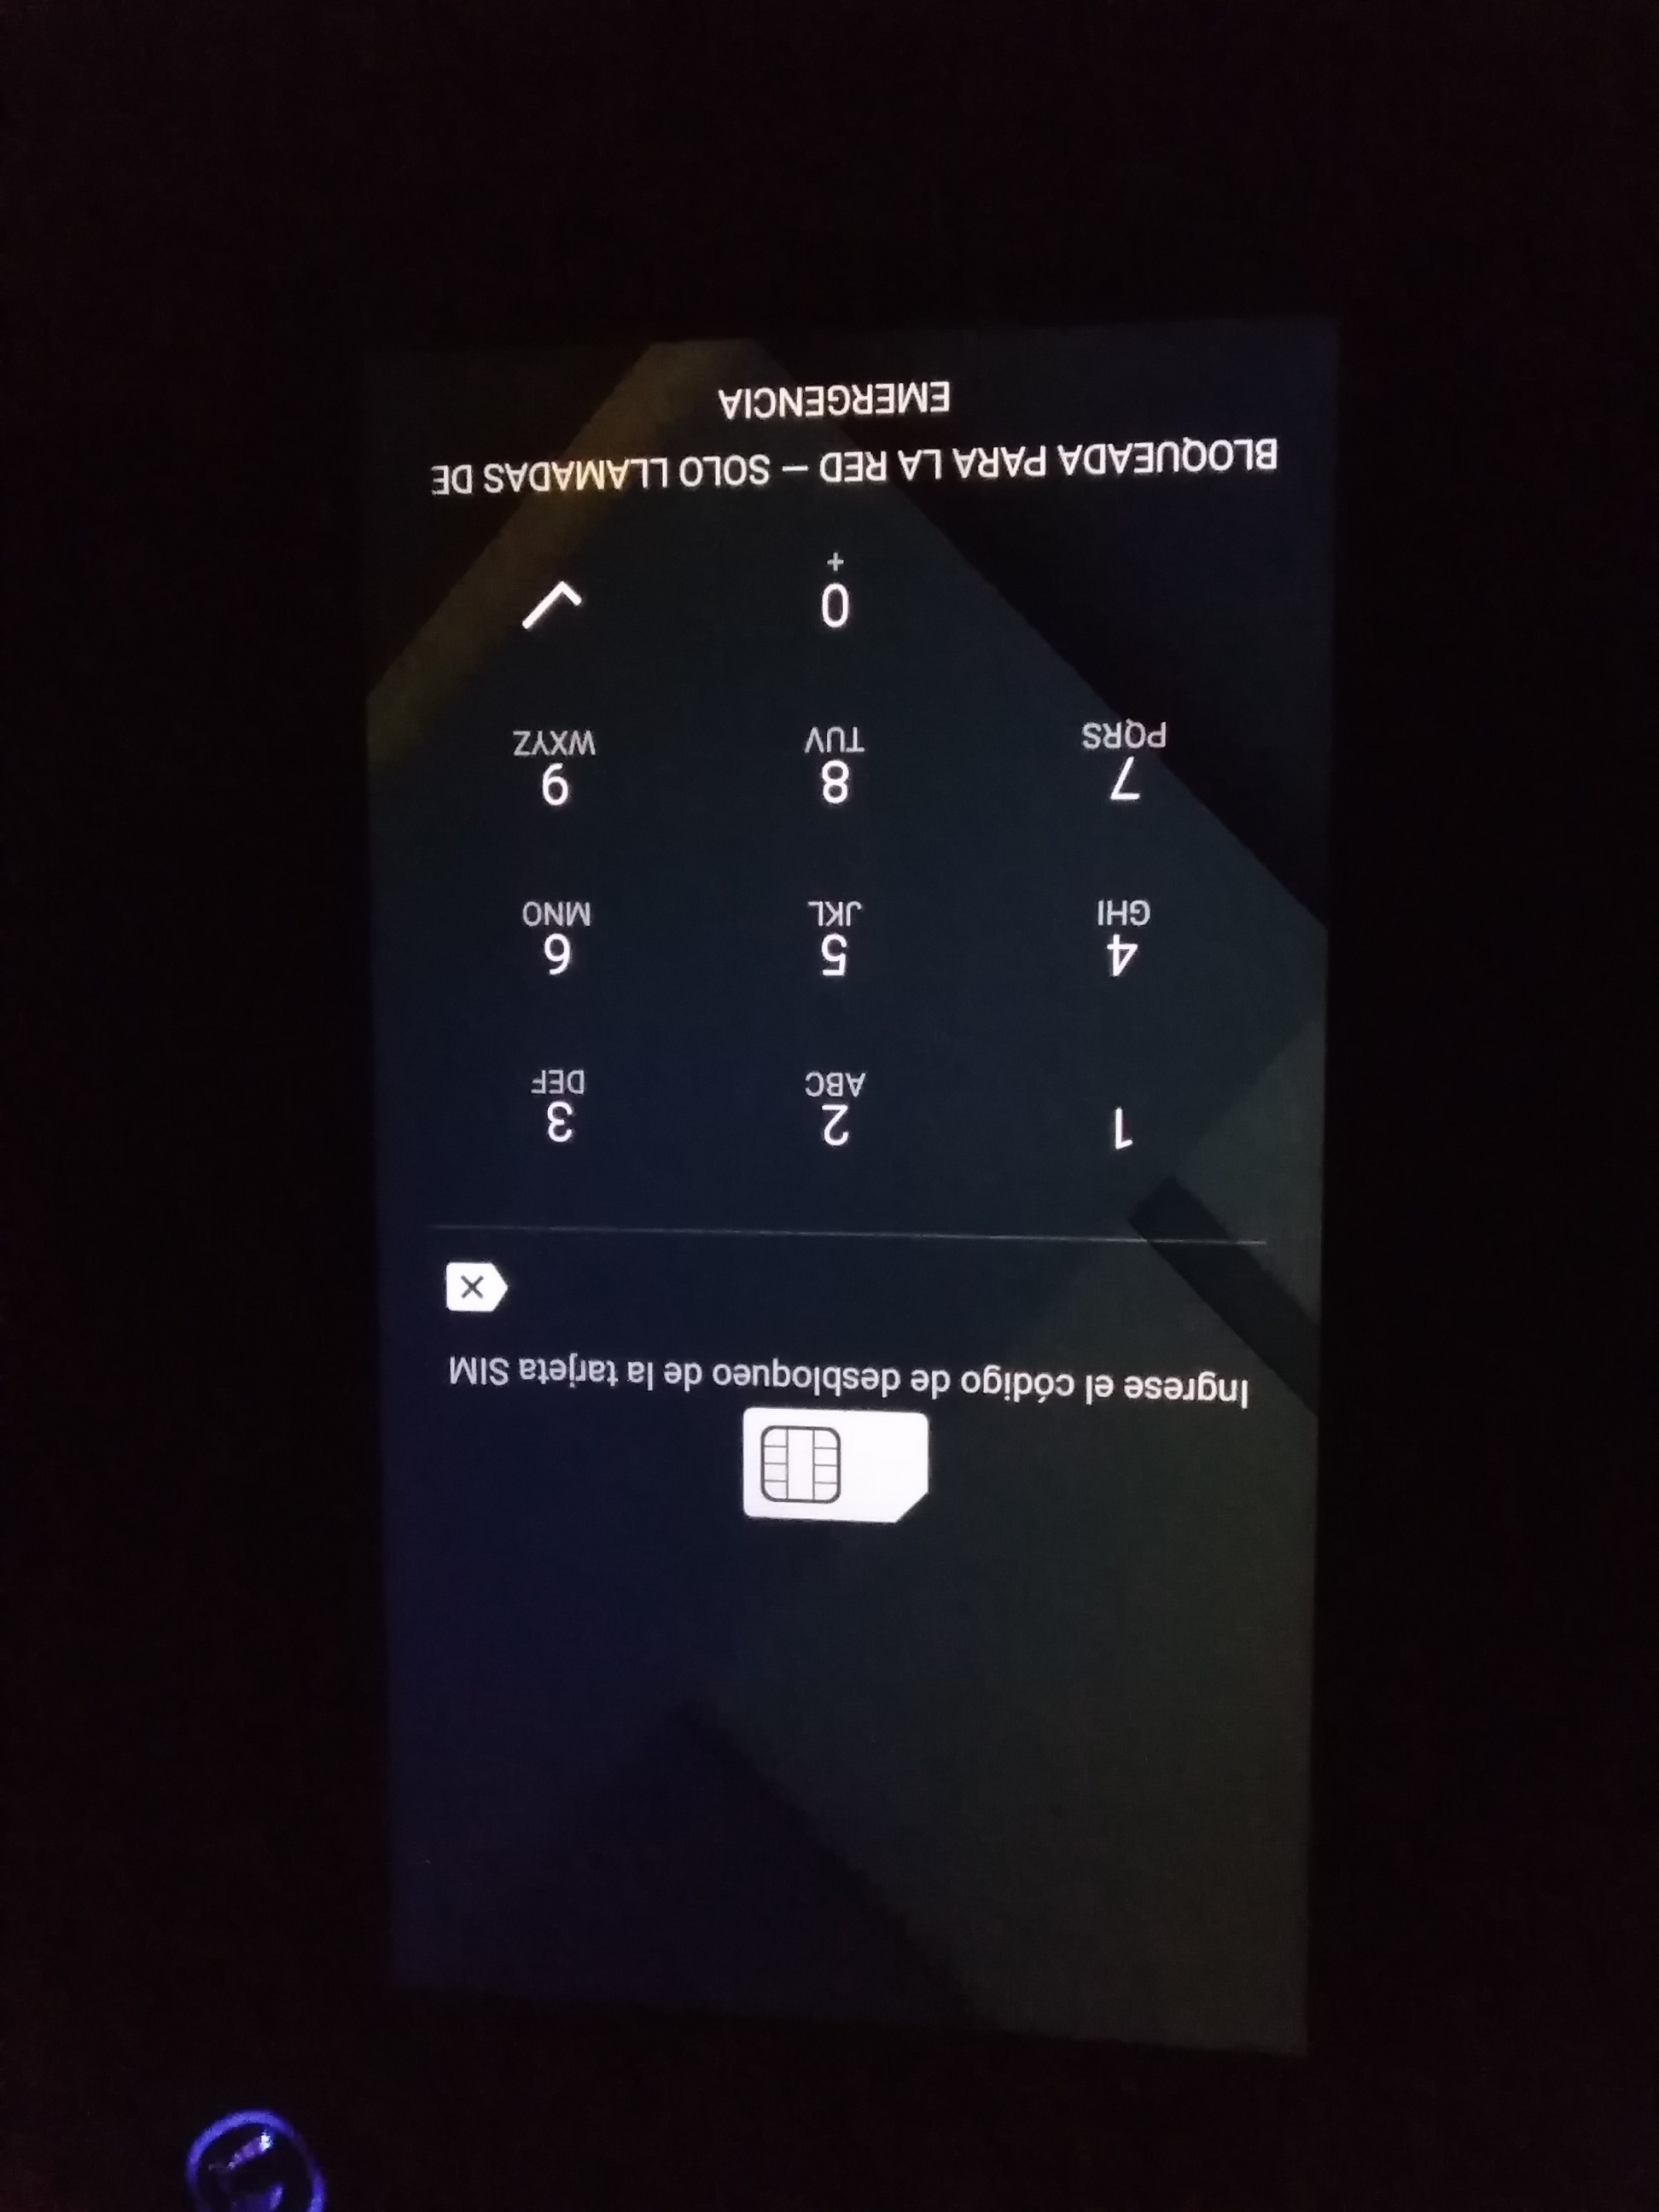 Ingrese el código de desbloqueo de la tarjeta SIM
1
2
ABC
3
DEF
4
GHI
5
JKL
6
MNO
7
PQRS
8
TUV
9
WXYZ
0
+
BLOQUEADA PARA LA RED – SOLO LLAMADAS DE
EMERGENCIA